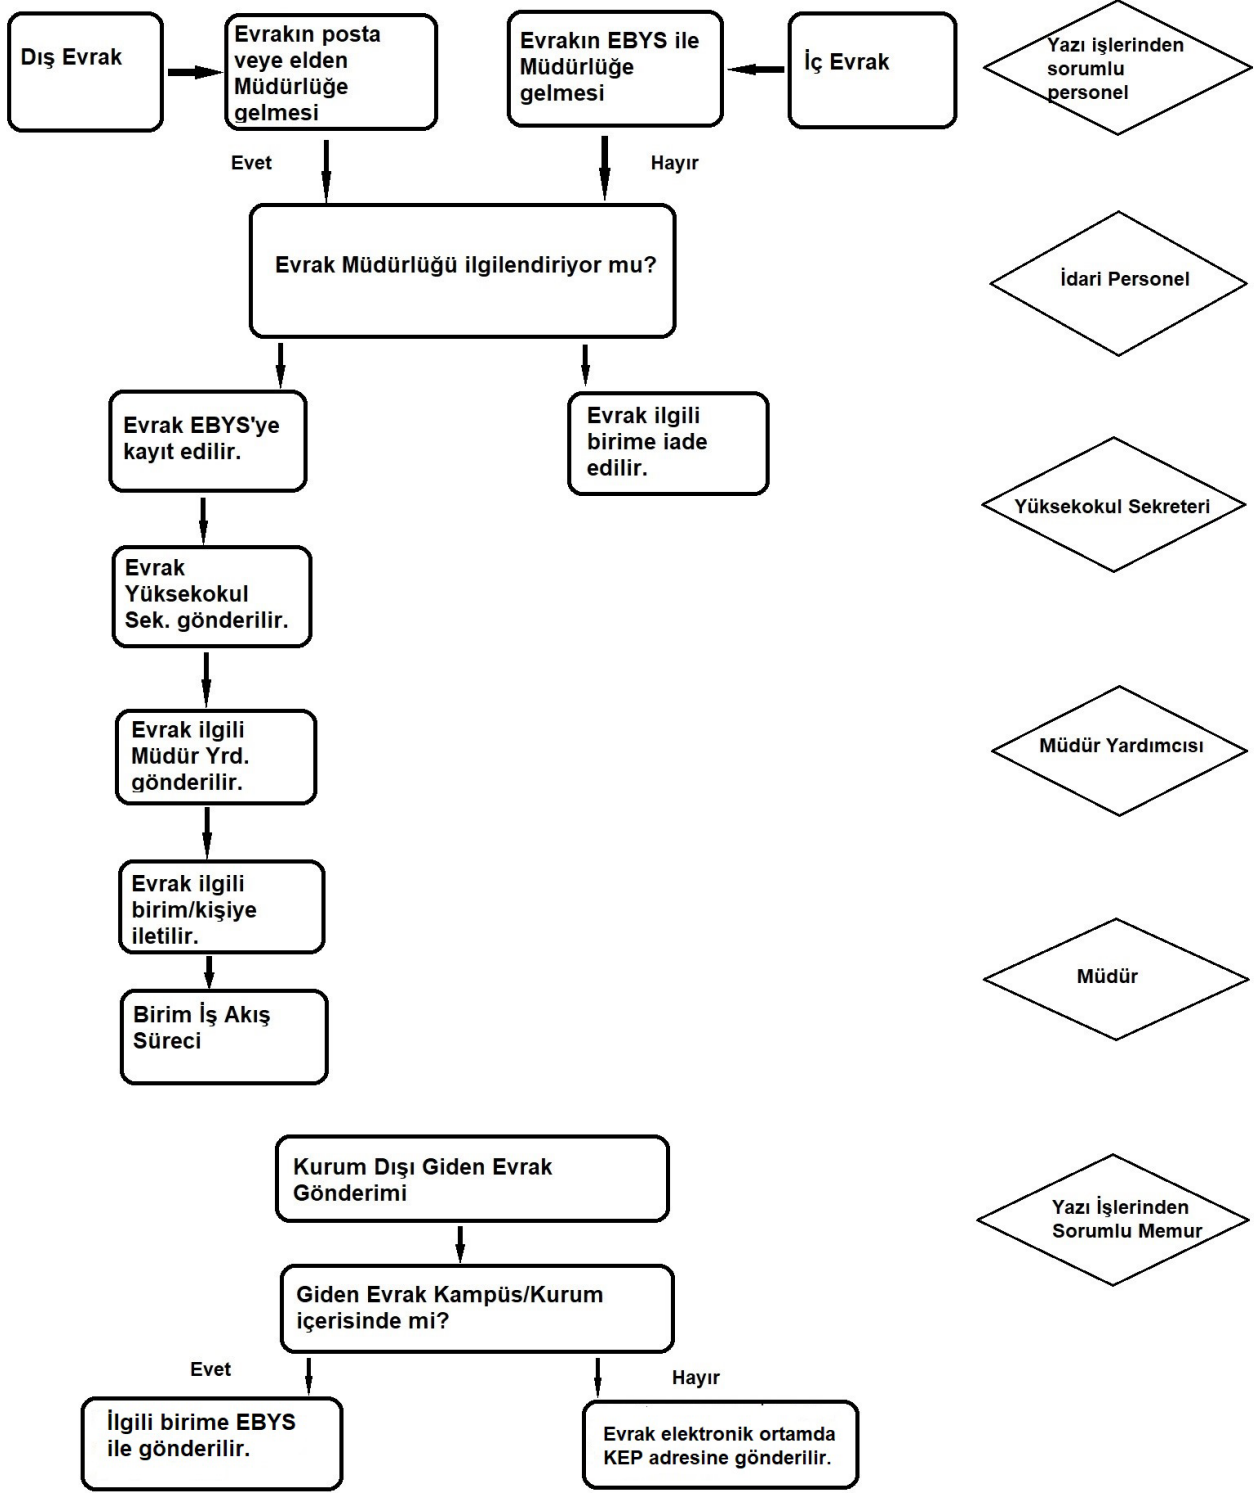 Dış Evrak
Evrakın posta
veye elden
Müdürlüğe
gelmesi
Evrakın EBYS ile
Müdürlüğe
gelmesi
İç Evrak
Yazı işlerinden
sorumlu
personel
Evet
Hayır
Evrak Müdürlüğü ilgilendiriyor mu?
İdari Personel
Evrak EBYS'ye
kayıt edilir.
Evrak ilgili
birime iade
edilir.
Yüksekokul Sekreteri
Evrak
Yüksekokul
Sek. gönderilir.
Evrak ilgili
Müdür Yrd.
gönderilir.
Müdür Yardımcısı
Evrak ilgili
birim/kişiye
iletilir.
Müdür
Birim İş Akış
Süreci
Kurum Dışı Giden Evrak
Gönderimi
Yazı İşlerinden
Sorumlu Memur
Giden Evrak Kampüs/Kurum
içerisinde mi?
Evet
Hayır
İlgili birime EBYS
ile gönderilir.
Evrak elektronik ortamda
KEP adresine gönderilir.